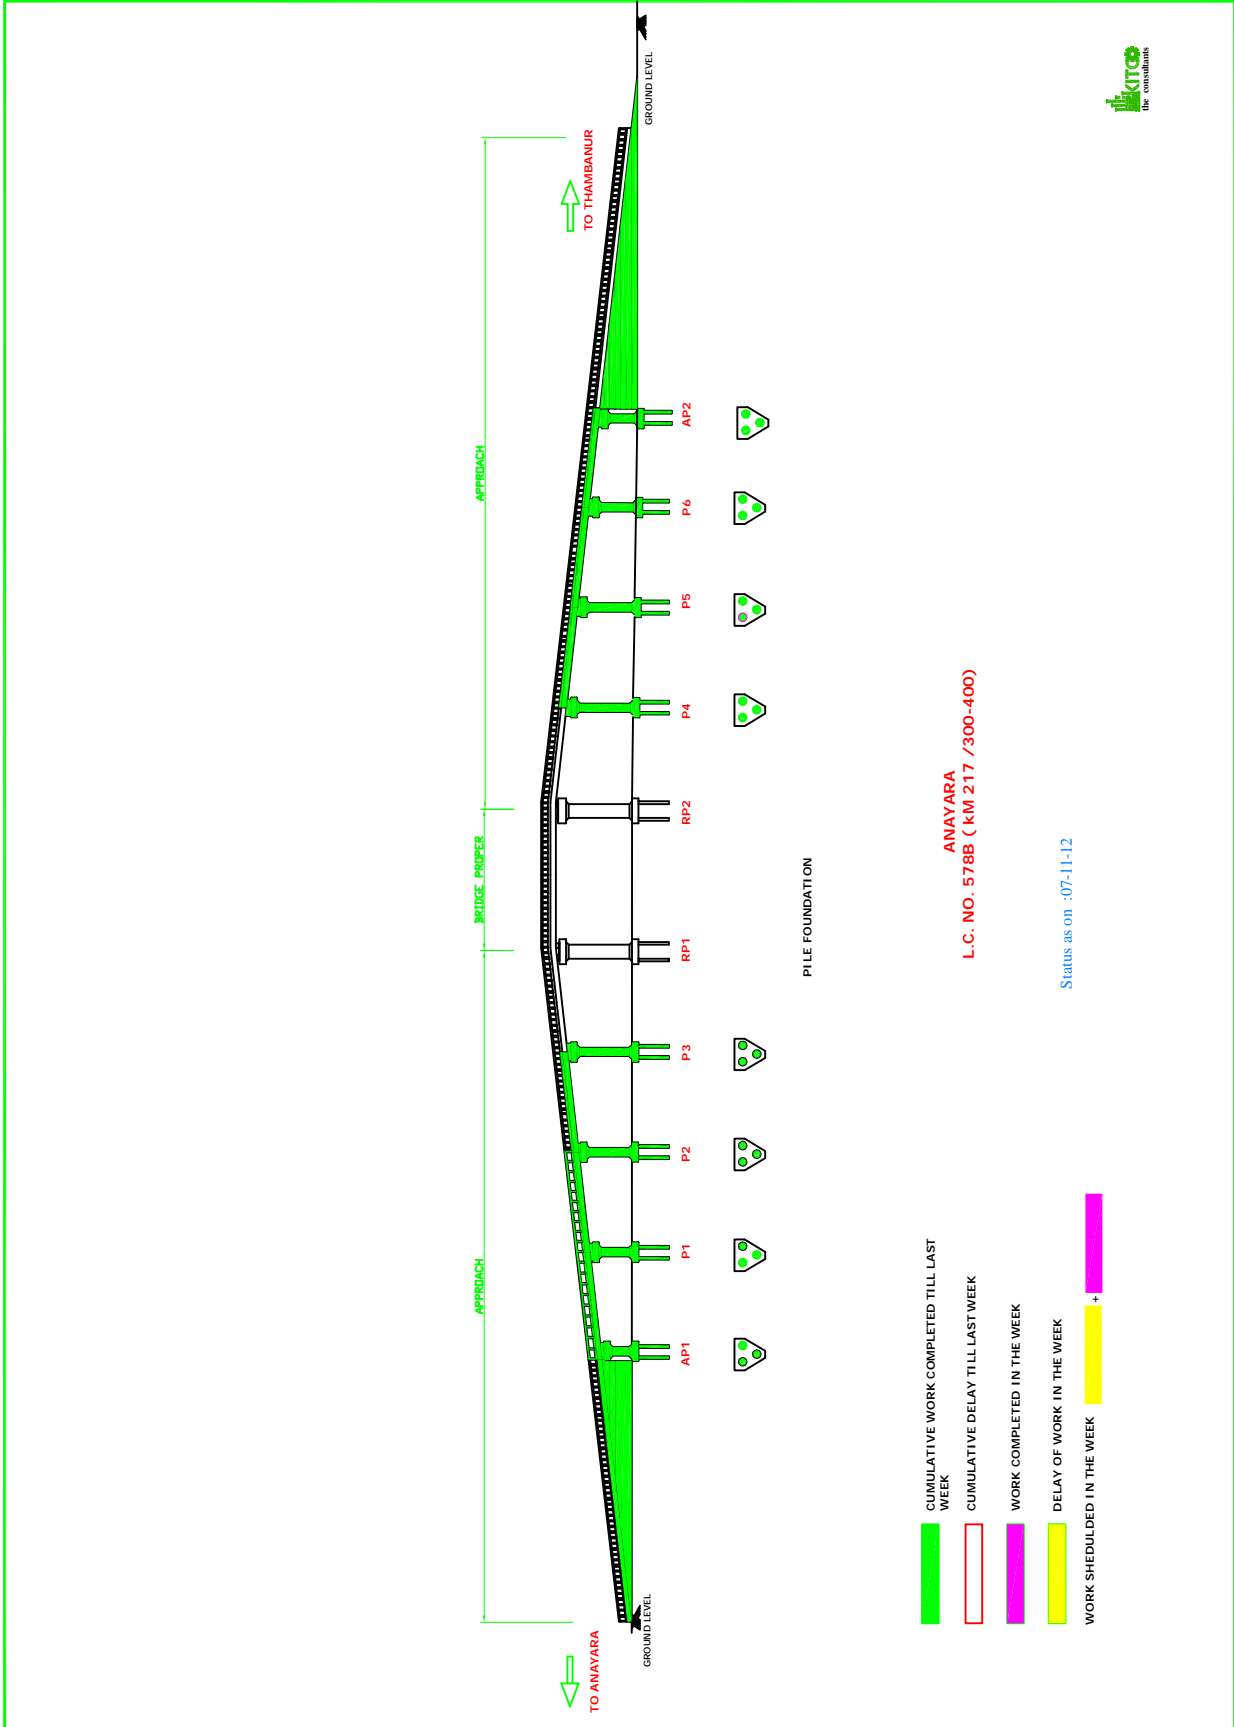 KITCO
the consultants
APPROACH
BRIDGE PROPER
APPROACH
TO ANAYARA
TO THAMBANUR
GROUND LEVEL
GROUND LEVEL
AP1
P1
P2
P3
RP1
RP2
P4
P5
P6
AP2
PILE FOUNDATION
ANAYARA
L.C. NO. 578B ( kM 217 /300-400)
Status as on :07-11-12
CUMULATIVE WORK COMPLETED TILL LAST
WEEK
CUMULATIVE DELAY TILL LAST WEEK
WORK COMPLETED IN THE WEEK
DELAY OF WORK IN THE WEEK
WORK SHEDULDED IN THE WEEK
+